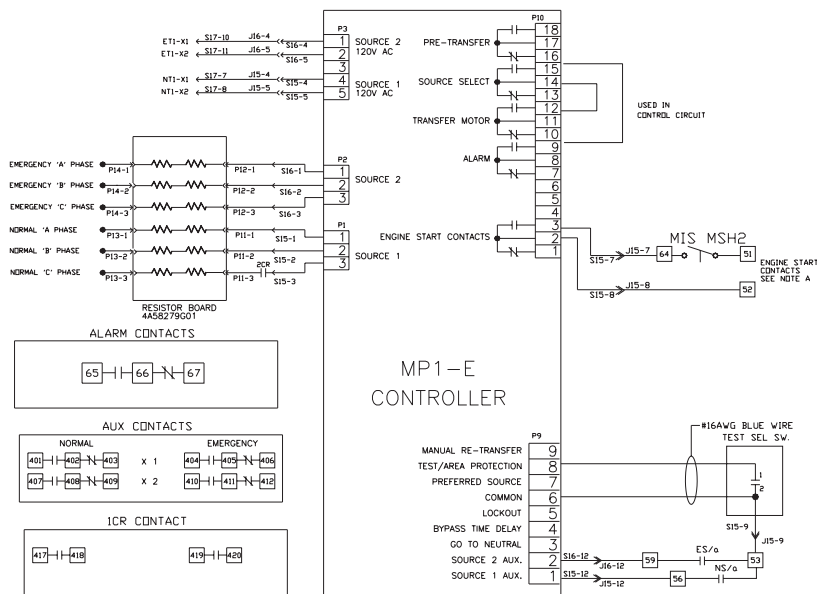 P3
P10
ET1-X1 S17-10 J16-4 S16-4 1 SOURCE 2
ET1-X2 S17-11 J16-5 S16-5 2 120V AC
3
NT1-X1 S17-7 J15-4 S15-4 4 SOURCE 1
NT1-X2 S17-8 J15-5 S15-5 5 120V AC
18
PRE-TRANSFER 17
16
15
SOURCE SELECT 14
13
12
TRANSFER MOTOR 11
10
9
ALARM 8
7
6
5
4
3
ENGINE START CONTACTS 2
1
USED IN
CONTROL CIRCUIT
EMERGENCY 'A' PHASE P14-1 P12-1 S16-1
EMERGENCY 'B' PHASE P14-2 P12-2 S16-2
EMERGENCY 'C' PHASE P14-3 P12-3 S16-3
P2
1
2 SOURCE 2
3
NORMAL 'A PHASE P13-1 P11-1 S15-1
NORMAL 'B' PHASE P13-2 P11-2 S15-2
NORMAL 'C' PHASE P13-3 P11-3 2CR S15-3
P1
1
2 SOURCE 1
3
RESISTOR BOARD
4A58279G01
S15-7 J15-7 64 MIS MSH2 51
S15-8 J15-8 52
ENGINE START
CONTACTS
SEE NOTE A
ALARM CONTACTS
65 66 67
MP1-E
CONTROLLER
AUX CONTACTS
NORMAL EMERGENCY
401 402 403 X 1 404 405 406
407 408 409 X 2 410 411 412
1CR CONTACT
417 418 419 420
P9
MANUAL RE-TRANSFER 9
TEST/AREA PROTECTION 8
PREFERRED SOURCE 7
COMMON 6
LOCKOUT 5
BYPASS TIME DELAY 4
GO TO NEUTRAL 3
SOURCE 2 AUX. 2 S16-12 J16-12 59 ES/a 53
SOURCE 1 AUX. 1 S15-12 J15-12 56 NS/a
#16AWG BLUE WIRE
TEST SEL SW.
1
2
S15-9
J15-9